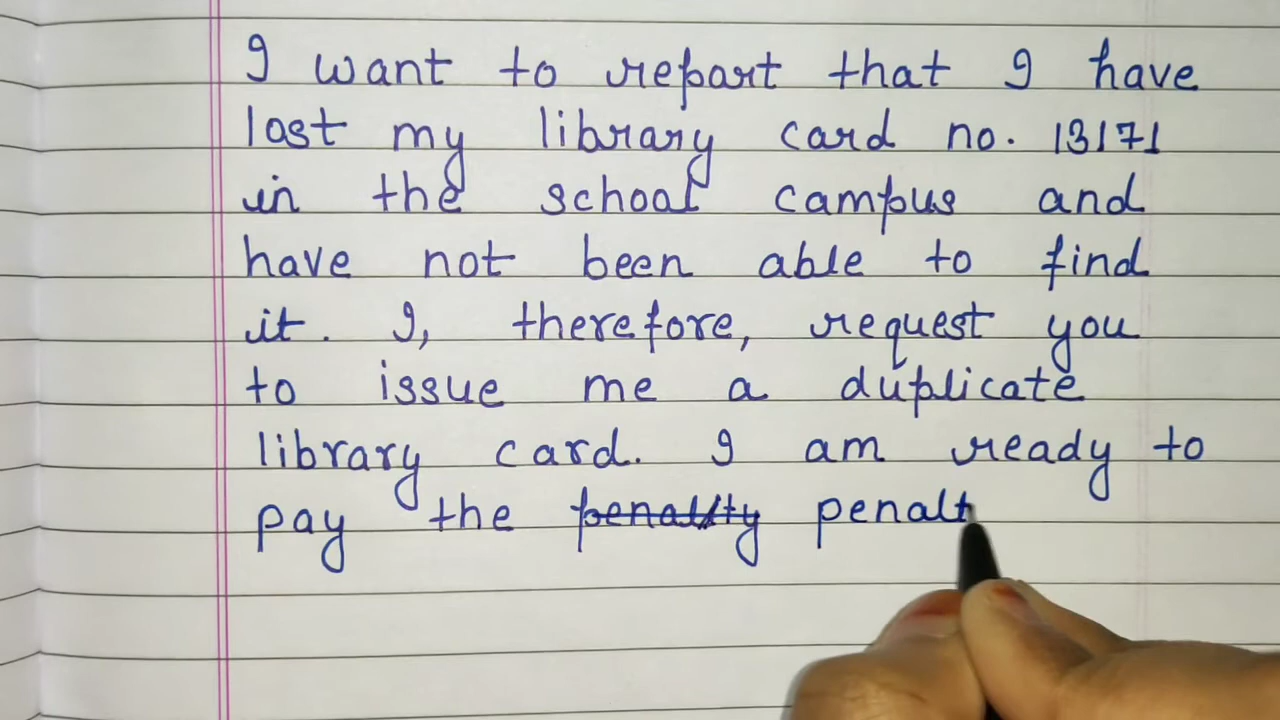 I want to report that I have
lost my library card no. 13171
in the school campus and
have not been able to find
it. I, therefore, request you
to issue me a duplicate
library card. I am ready to
pay the penalty penalt